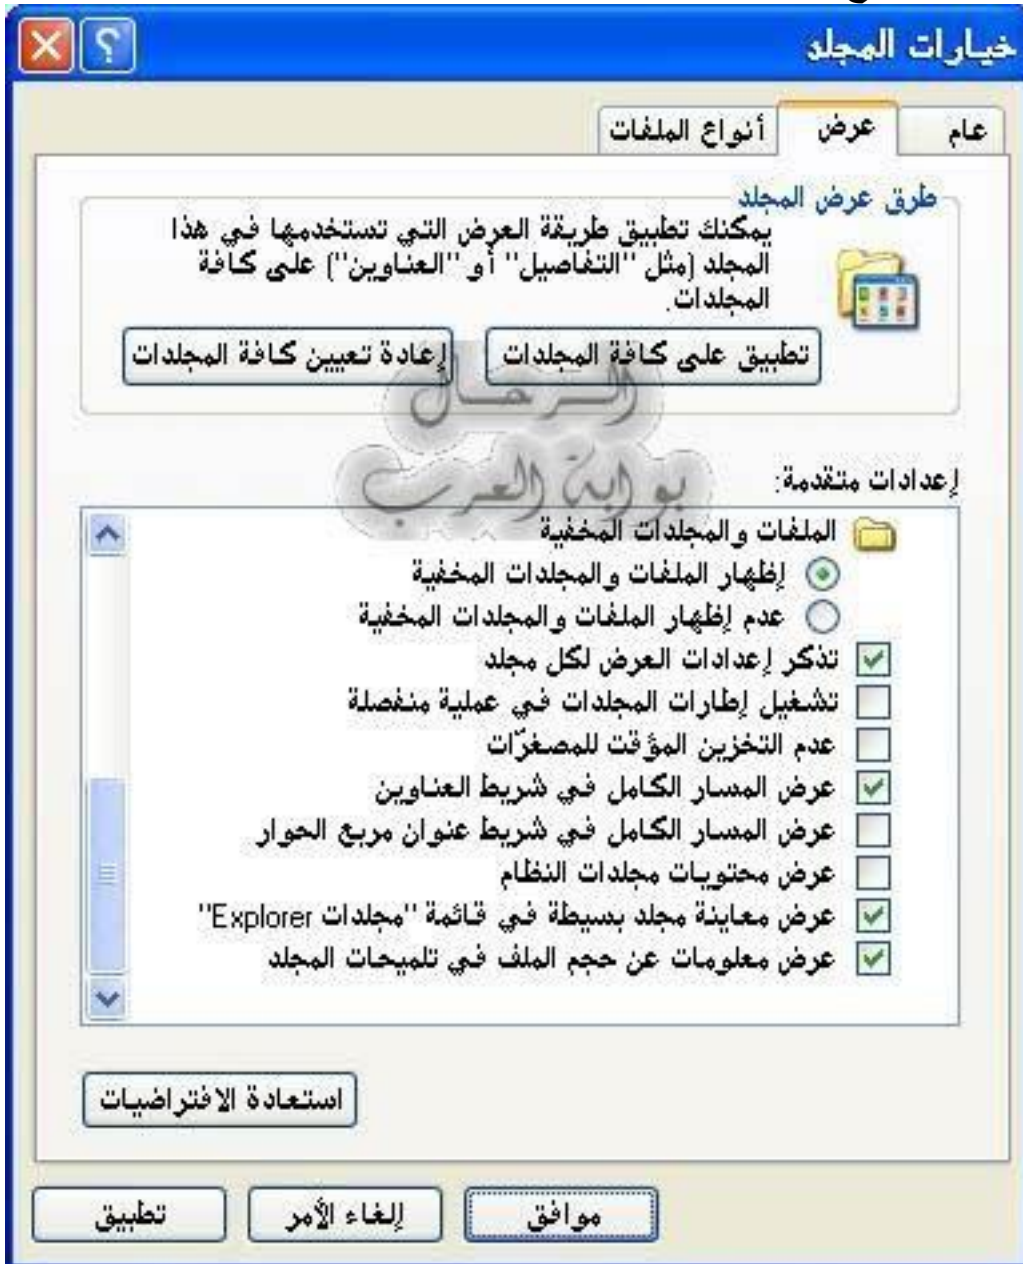 خيارات المجلد
عام
عرض
أنواع الملفات
طرق عرض المجلد
يمكنك تطبيق طريقة العرض التي تستخدمها في هذا
المجلد (مثل "التفاصيل" أو "العناوين") على كافة
المجلدات.
تطبيق على كافة المجلدات
إعادة تعيين كافة المجلدات
الرحال
بوابة العرب
إعدادات متقدمة:
الملفات والمجلدات المخفية
إظهار الملفات والمجلدات المخفية
عدم إظهار الملفات والمجلدات المخفية
تذكر إعدادات العرض لكل مجلد
تشغيل إطارات المجلدات في عملية منفصلة
عدم التخزين المؤقت للمصغرّات
عرض المسار الكامل في شريط العناوين
عرض المسار الكامل في شريط عنوان مربع الحوار
عرض محتويات مجلدات النظام
عرض معاينة مجلد بسيطة في قائمة "مجلدات Explorer"
عرض معلومات عن حجم الملف في تلميحات المجلد
استعادة الافتراضيات
موافق
إلغاء الأمر
تطبيق